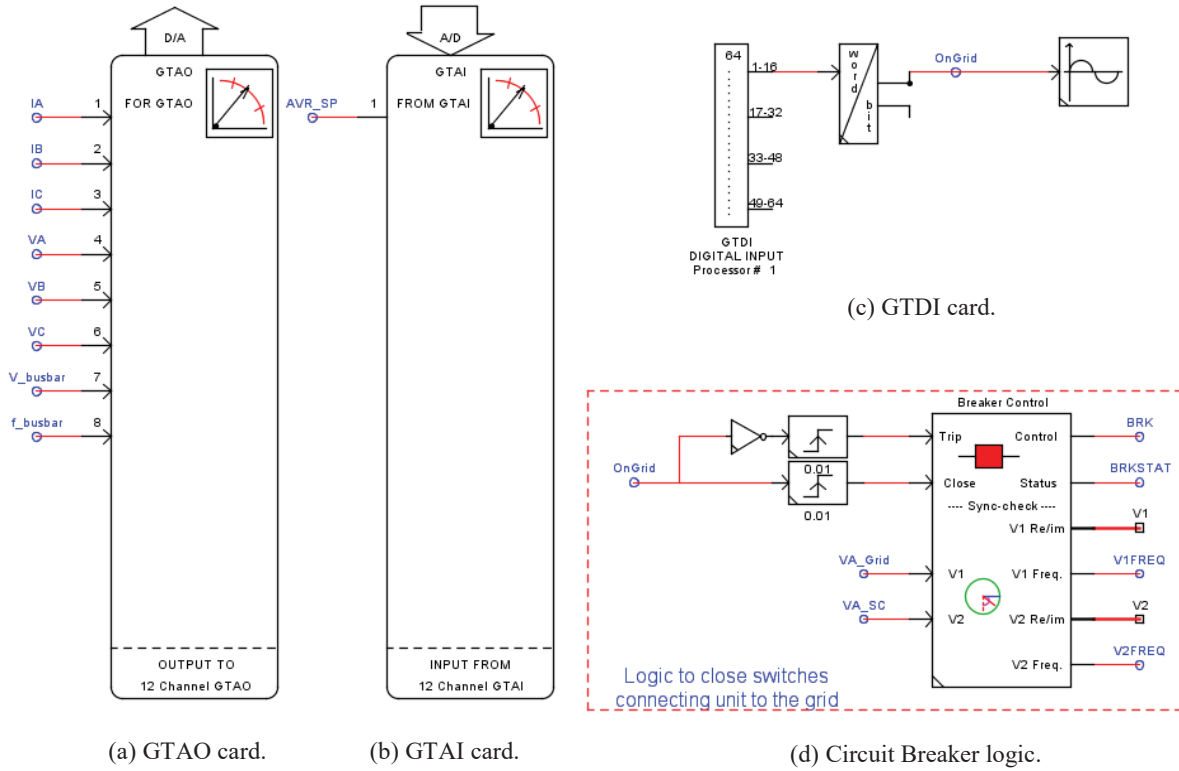 D/A
GTAO
FOR GTAO
IA
1
IB
2
IC
3
VA
4
VB
5
VC
6
V_busbar
7
f_busbar
8
OUTPUT TO
12 Channel GTAO
(a) GTAO card.
A/D
GTAI
FROM GTAI
AVR_SP
1
INPUT FROM
12 Channel GTAI
(b) GTAI card.
64
1-16
17-32
33-48
49-64
word
bit
OnGrid
GTDI
DIGITAL INPUT
Processor # 1
(c) GTDI card.
Breaker Control
OnGrid
0.01
0.01
Trip
Control
BRK
Close
Status
BRKSTAT
---- Sync-check ----
V1 Re/im
V1
VA_Grid
V1
V1 Freq.
V1FREQ
VA_SC
V2
V2 Re/im
V2
V2 Freq.
V2FREQ
Logic to close switches
connecting unit to the grid
(d) Circuit Breaker logic.